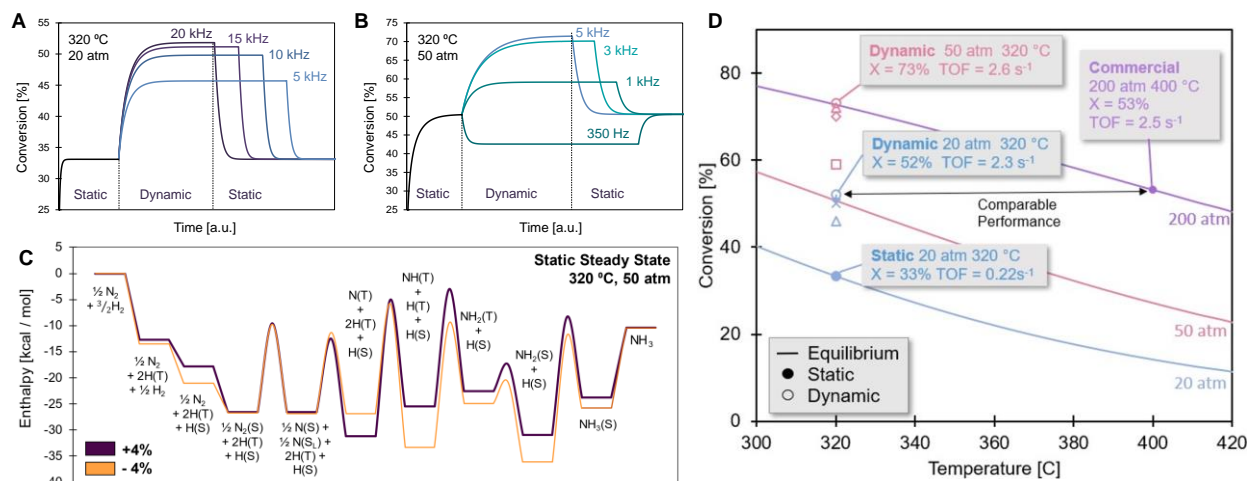 A
320 ºC
20 atm
20 kHz
15 kHz
10 kHz
5 kHz
Conversion [%]
55
50
45
40
35
30
25
Static
Dynamic
Static
Time [a.u.]
B
320 ºC
50 atm
5 kHz
3 kHz
1 kHz
350 Hz
Conversion [%]
75
70
65
60
55
50
45
40
35
30
25
Static
Dynamic
Static
Time [a.u.]
C
Static Steady State
320 ºC, 50 atm
Enthalpy [kcal / mol]
5
0
-5
-10
-15
-20
-25
-30
-35
-40
½ N₂
+ ³/₂H₂
½ N₂
+ 2H(T)
+ ½ H₂
½ N₂
+ 2H(T)
+ H(S)
½ N₂(S)
+ 2H(T)
+ H(S)
½ N(S) +
½ N(S_L) +
2H(T) +
H(S)
N(T)
+
2H(T)
+
H(S)
NH(T)
+
H(T)
+
H(S)
NH₂(T)
+
H(S)
NH₂(S)
+
H(S)
NH₃(S)
NH₃
+4%
- 4%
D
Conversion [%]
80
60
40
20
0
300
320
340
360
380
400
420
Temperature [C]
Dynamic 50 atm 320 °C
X = 73% TOF = 2.6 s⁻¹
Commercial
200 atm 400 °C
X = 53%
TOF = 2.5 s⁻¹
Dynamic 20 atm 320 °C
X = 52% TOF = 2.3 s⁻¹
Comparable
Performance
200 atm
Static 20 atm 320 °C
X = 33% TOF = 0.22s⁻¹
50 atm
20 atm
Equilibrium
Static
Dynamic